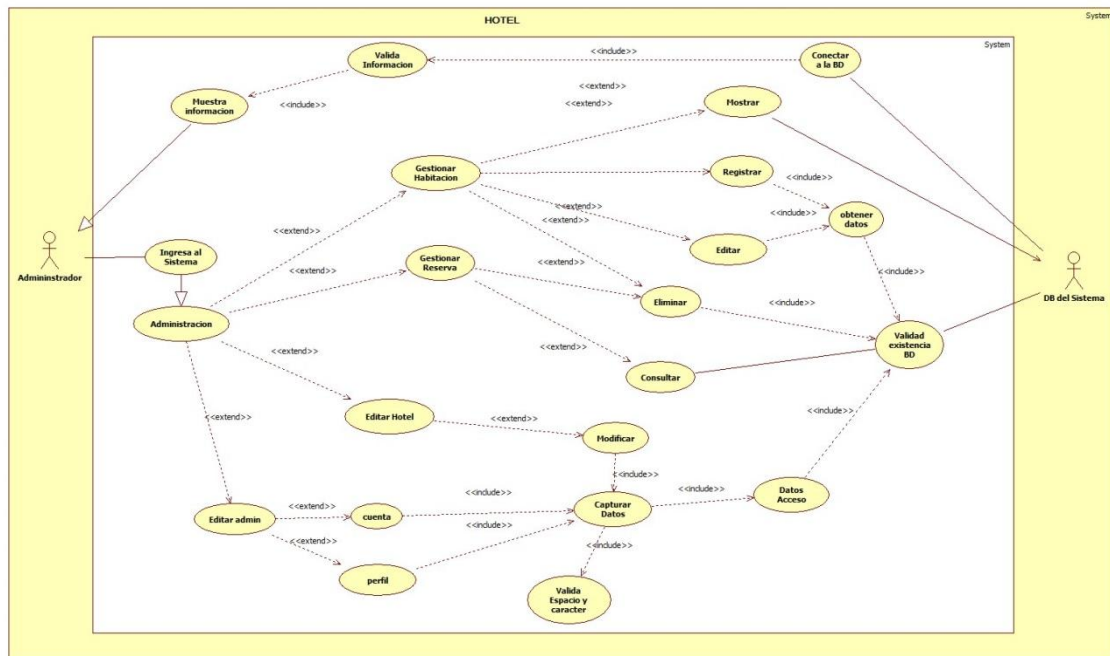 HOTEL
System
System
Valida
Informacion
<<include>>
Conectar
a la BD
<<include>>
Muestra
informacion
<<extend>>
<<extend>>
Mostrar
Gestionar
Habitacion
Registrar
<<include>>
<<extend>>
<<include>>
obtener
datos
Editar
Admininstrador
Ingresa al
Sistema
<<extend>>
<<extend>>
Gestionar
Reserva
<<extend>>
<<extend>>
Eliminar
<<include>>
<<include>>
DB del Sistema
Administracion
Validad
existencia
BD
<<extend>>
Consultar
<<extend>>
<<extend>>
Editar Hotel
<<extend>>
Modificar
<<include>>
<<include>>
Editar admin
<<extend>>
cuenta
<<include>>
Capturar
Datos
<<include>>
Datos
Acceso
<<extend>>
<<include>>
perfil
<<include>>
Valida
Espacio y
caracter